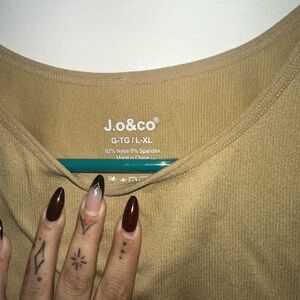 J.o&co®
G-TG / L-XL
92% Nylon 8% Spandex
Made in China